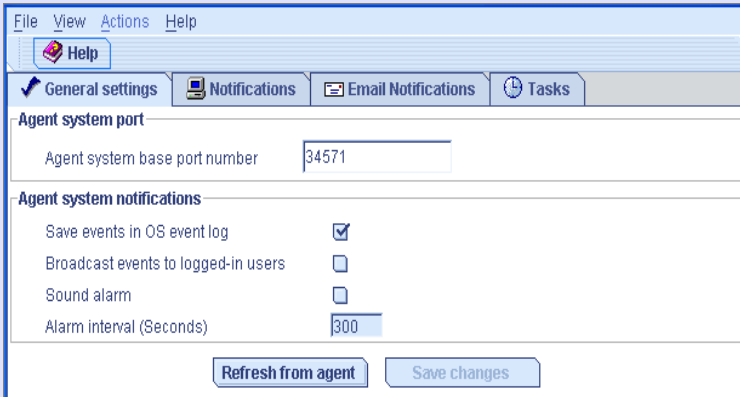 File View Actions Help
Help
General settings Notifications Email Notifications Tasks
Agent system port
Agent system base port number 34571
Agent system notifications
Save events in OS event log
Broadcast events to logged-in users
Sound alarm
Alarm interval (Seconds) 300
Refresh from agent Save changes